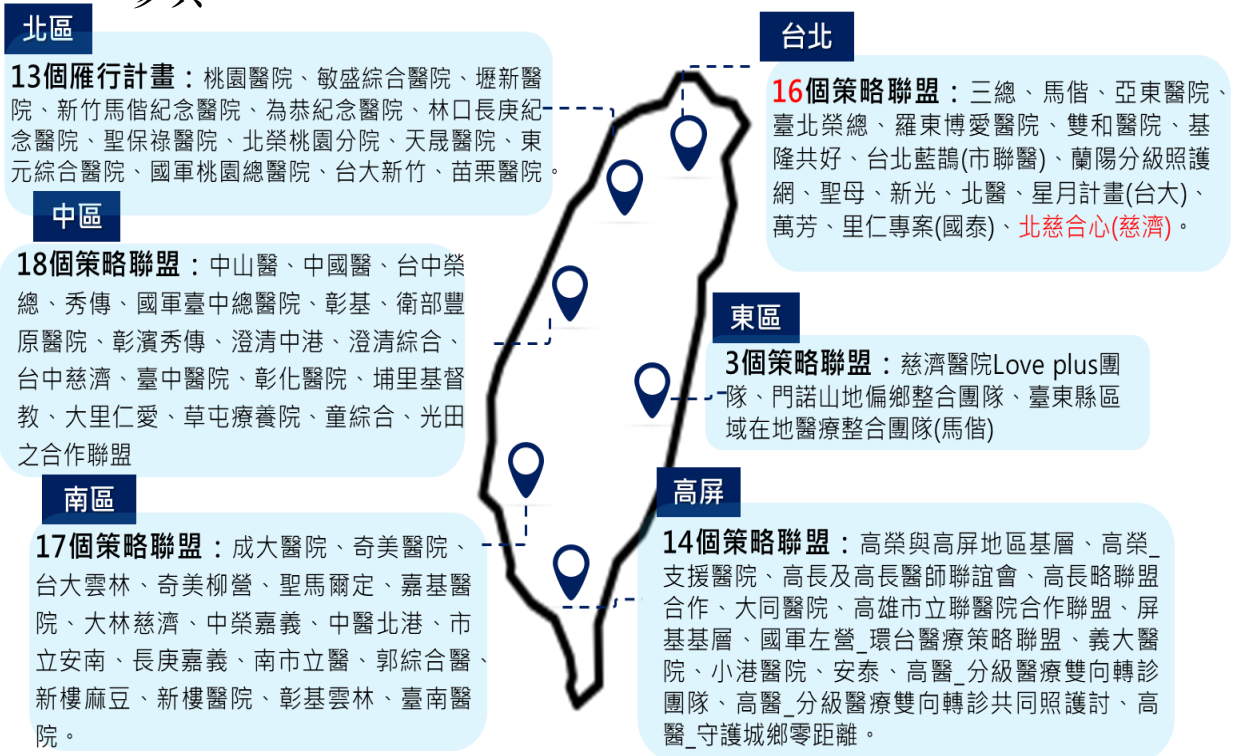 北區
13個雁行計畫：桃園醫院、敏盛綜合醫院、壢新醫
院、新竹馬偕紀念醫院、為恭紀念醫院、林口長庚紀
念醫院、聖保祿醫院、北榮桃園分院、天晟醫院、東
元綜合醫院、國軍桃園總醫院、台大新竹、苗栗醫院。
台北
16個策略聯盟：三總、馬偕、亞東醫院、
臺北榮總、羅東博愛醫院、雙和醫院、基
隆共好、台北藍鵲(市聯醫)、蘭陽分級照護
網、聖母、新光、北醫、星月計畫(台大)、
萬芳、里仁專案(國泰)、北慈合心(慈濟)。
中區
18個策略聯盟：中山醫、中國醫、台中榮
總、秀傳、國軍臺中總醫院、彰基、衛部豐
原醫院、彰濱秀傳、澄清中港、澄清綜合、
台中慈濟、臺中醫院、彰化醫院、埔里基督
教、大里仁愛、草屯療養院、童綜合、光田
之合作聯盟
東區
3個策略聯盟：慈濟醫院Love plus團
隊、門諾山地偏鄉整合團隊、臺東縣區
域在地醫療整合團隊(馬偕)
南區
17個策略聯盟：成大醫院、奇美醫院、
台大雲林、奇美柳營、聖馬爾定、嘉基醫
院、大林慈濟、中榮嘉義、中醫北港、市
立安南、長庚嘉義、南市立醫、郭綜合醫、
新樓麻豆、新樓醫院、彰基雲林、臺南醫
院。
高屏
14個策略聯盟：高榮與高屏地區基層、高榮_
支援醫院、高長及高長醫師聯誼會、高長略聯盟
合作、大同醫院、高雄市立聯醫院合作聯盟、屏
基基層、國軍左營_環台醫療策略聯盟、義大醫
院、小港醫院、安泰、高醫_分級醫療雙向轉診
團隊、高醫_分級醫療雙向轉診共同照護討、高
醫_守護城鄉零距離。